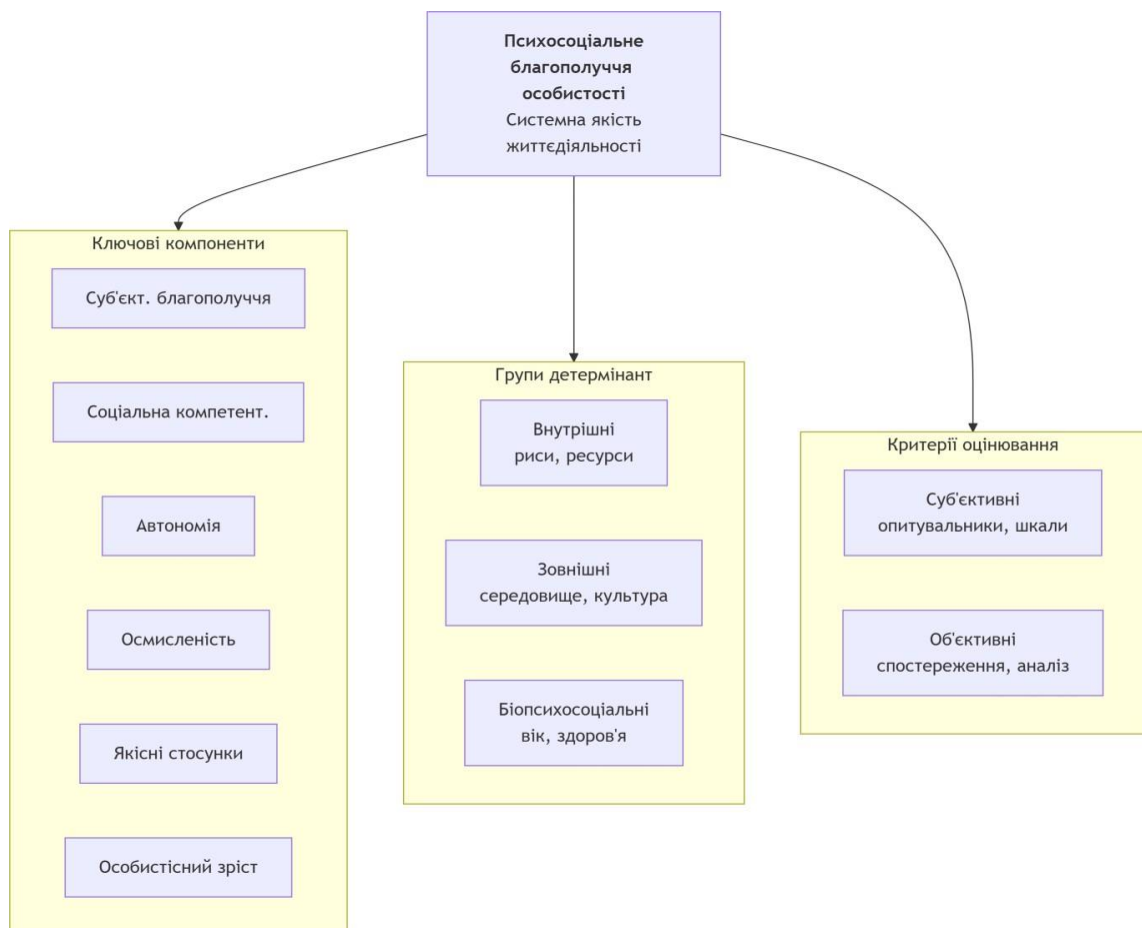 Психосоціальне
благополуччя
особистості
Системна якість
життєдіяльності
Ключові компоненти
Суб'єкт. благополуччя
Соціальна компетент.
Автономія
Осмисленість
Якісні стосунки
Особистісний зріст
Групи детермінант
Внутрішні
риси, ресурси
Зовнішні
середовище, культура
Біопсихосоціальні
вік, здоров'я
Критерії оцінювання
Суб'єктивні
опитувальники, шкали
Об'єктивні
спостереження, аналіз